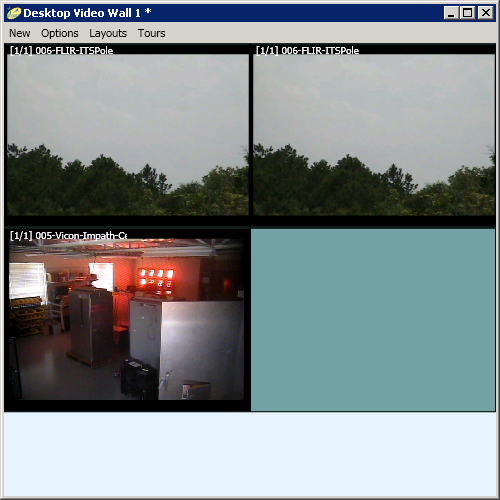 Desktop Video Wall 1 *
New Options Layouts Tours
[1/1] 006-FLIR-ITSPole [1/1] 006-FLIR-ITSPole
[1/1] 005-Vicon-Impath-Ca